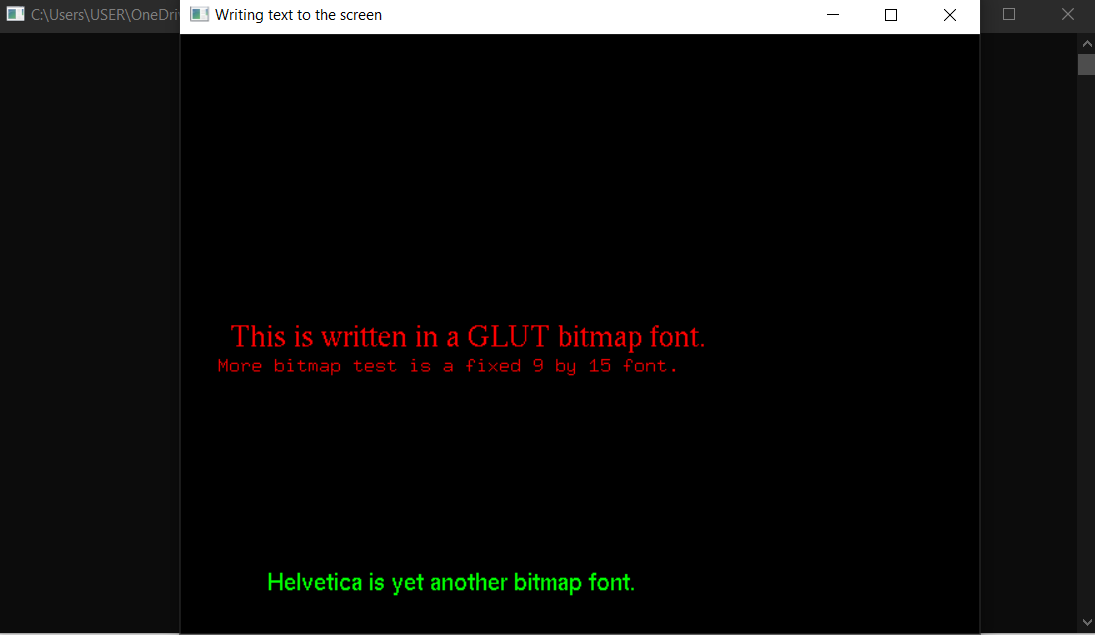 C:\Users\USER\OneDri
Writing text to the screen
This is written in a GLUT bitmap font.
More bitmap test is a fixed 9 by 15 font.
Helvetica is yet another bitmap font.